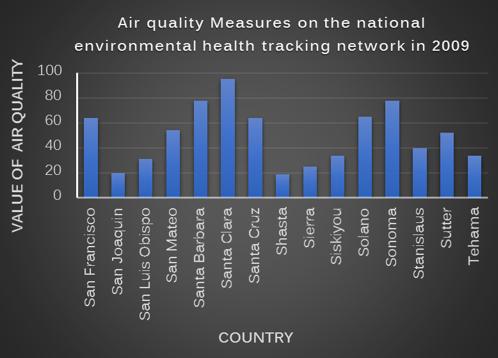 Air quality Measures on the national
environmental health tracking network in 2009
VALUE OF AIR QUALITY
100
80
60
40
20
0
San Francisco
San Joaquin
San Luis Obispo
San Mateo
Santa Barbara
Santa Clara
Santa Cruz
Shasta
Sierra
Siskiyou
Solano
Sonoma
Stanislaus
Sutter
Tehama
COUNTRY